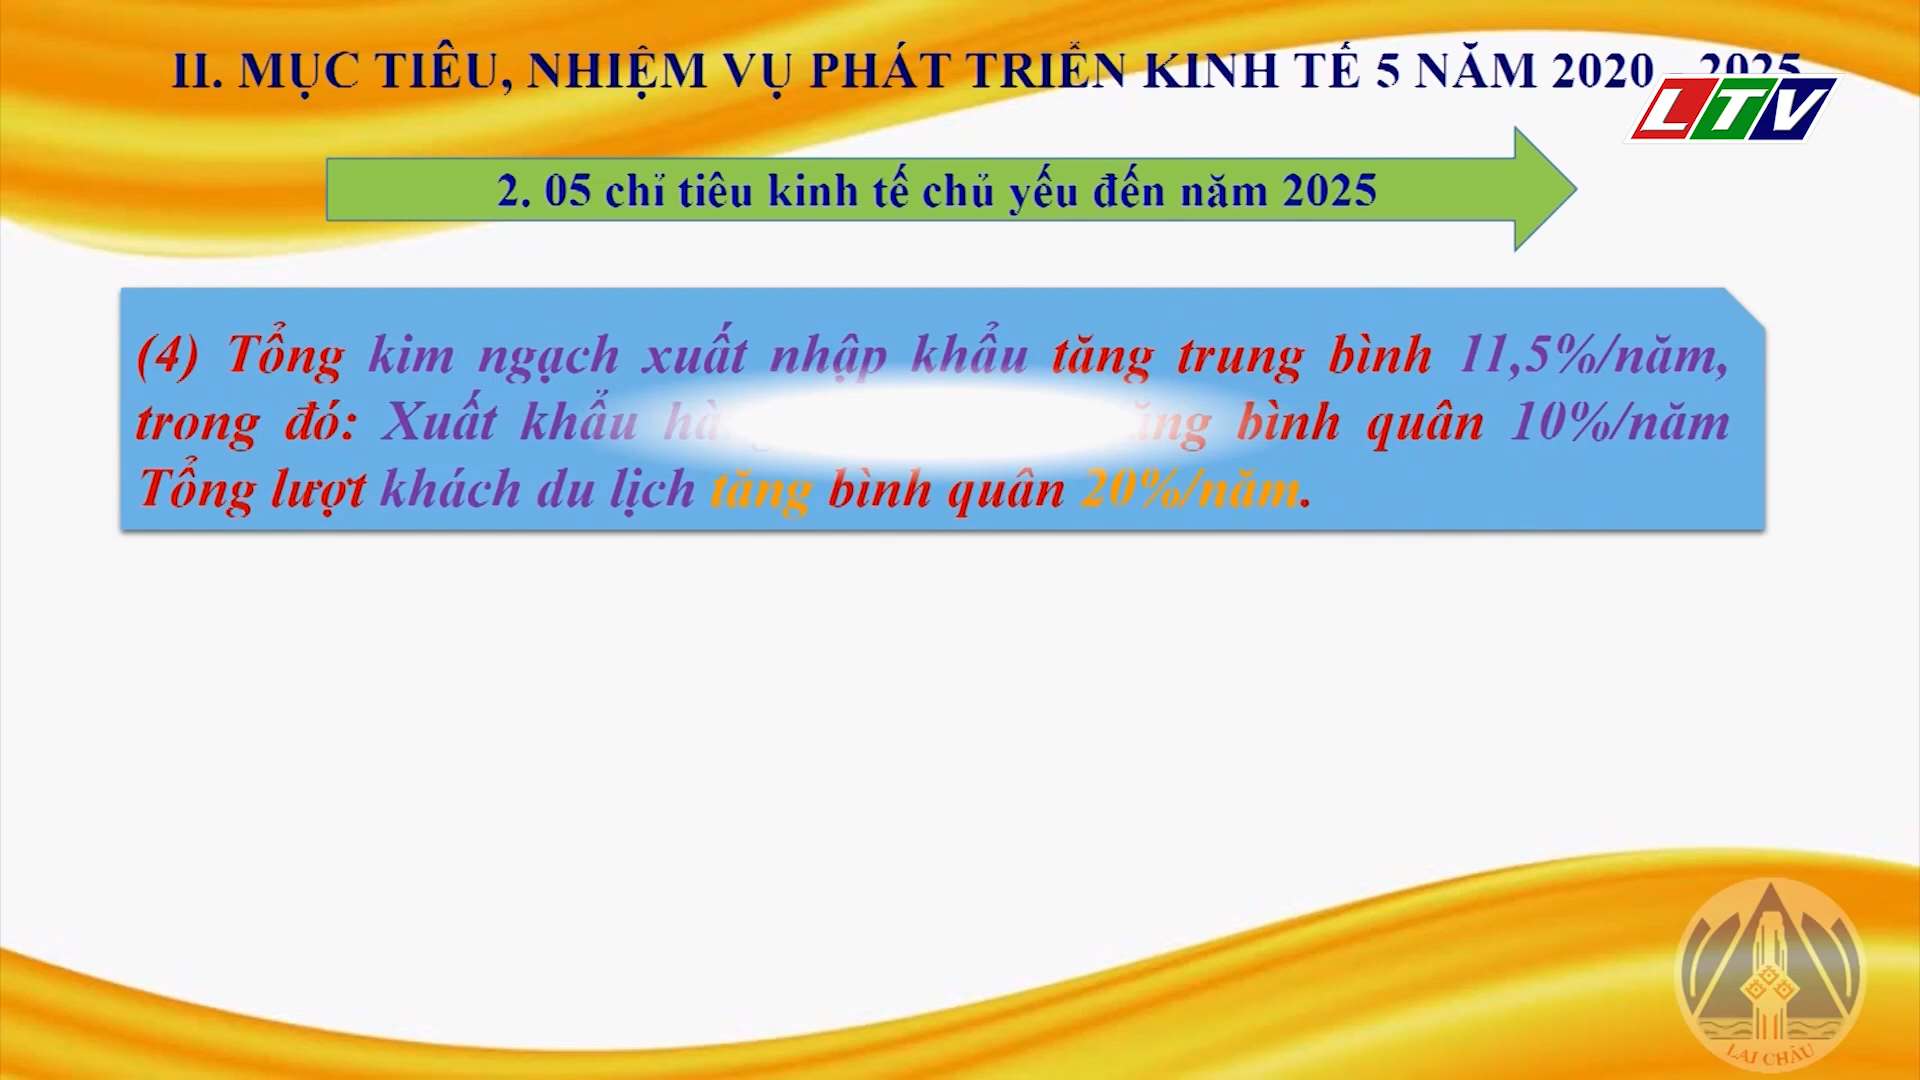 II. MỤC TIÊU, NHIỆM VỤ PHÁT TRIỂN KINH TẾ 5 NĂM 2020 - 2025
LTV
2. 05 chỉ tiêu kinh tế chủ yếu đến năm 2025
(4) Tổng kim ngạch xuất nhập khẩu tăng trung bình 11,5%/năm,
trong đó: Xuất khẩu hàng tăng bình quân 10%/năm
Tổng lượt khách du lịch tăng bình quân 20%/năm.
LAI CHÂU